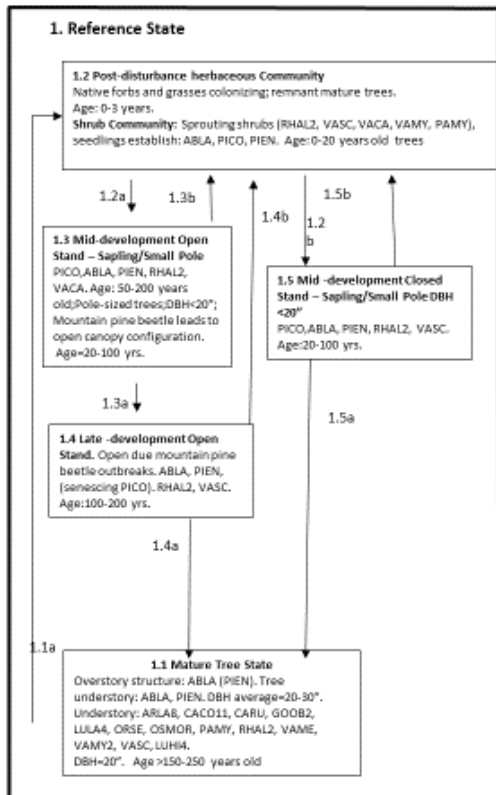 1. Reference State
1.2 Post-disturbance herbaceous Community
Native forbs and grasses colonizing; remnant mature trees.
Age: 0-3 years.
Shrub Community: Sprouting shrubs (RHAL2, VASC, VACA, VAMY, PAMY),
seedlings establish: ABLA, PICO, PIEN. Age: 0-20 years old trees
1.2a
1.3b
1.4b
1.2
b
1.5b
1.3 Mid-development Open
Stand – Sapling/Small Pole
PICO,ABLA, PIEN, RHAL2,
VACA. Age: 50-200 years
old;Pole-sized trees;DBH<20";
Mountain pine beetle leads to
open canopy configuration.
Age=20-100 yrs.
1.5 Mid -development Closed
Stand – Sapling/Small Pole DBH
<20"
PICO,ABLA, PIEN, RHAL2, VASC.
Age:20-100 yrs.
1.3a
1.5a
1.4 Late -development Open
Stand. Open due mountain pine
beetle outbreaks. ABLA, PIEN,
(senescing PICO). RHAL2, VASC.
Age:100-200 yrs.
1.4a
1.1a
1.1 Mature Tree State
Overstory structure: ABLA (PIEN). Tree
understory: ABLA, PIEN. DBH average=20-30".
Understory: ARLA8, CACO11, CARU, GOOB2,
LULA4, ORSE, OSMOR, PAMY, RHAL2, VAME,
VAMY2, VASC, LUHI4.
DBH=20". Age >150-250 years old